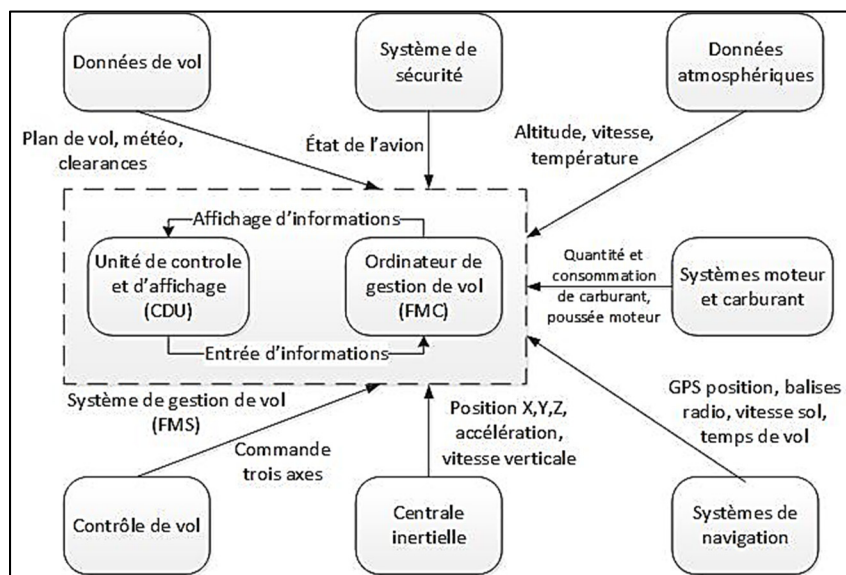 Données de vol
Système de
sécurité
Données
atmosphériques
Plan de vol, météo,
clearances
État de l'avion
Altitude, vitesse,
température
Affichage d'informations
Unité de controle
et d'affichage
(CDU)
Ordinateur de
gestion de vol
(FMC)
Entrée d'informations
Quantité et
consommation
de carburant,
poussée moteur
Systèmes moteur
et carburant
Système de gestion de vol
(FMS)
Commande
trois axes
Position X,Y,Z,
accélération,
vitesse verticale
GPS position, balises
radio, vitesse sol,
temps de vol
Contrôle de vol
Centrale
inertielle
Systèmes de
navigation